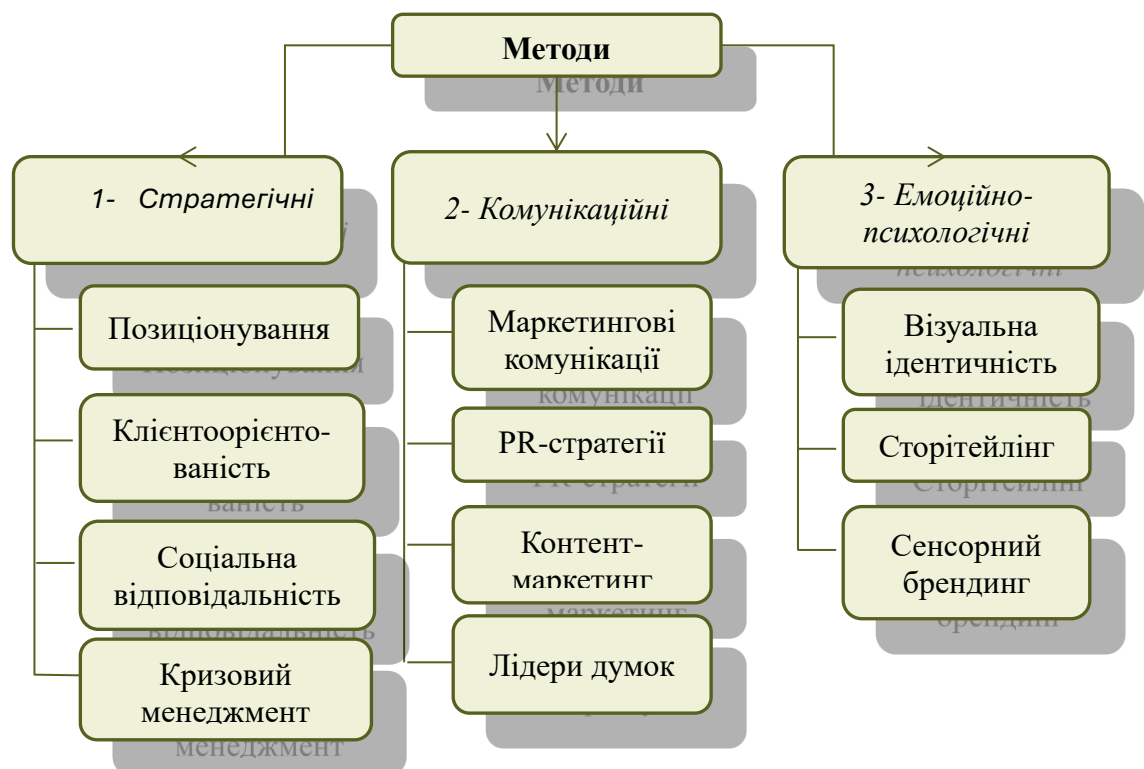 Методи
1- Стратегічні
Позиціонування
Клієнтоорієнто-
ваність
Соціальна
відповідальність
Кризовий
менеджмент
2- Комунікаційні
Маркетингові
комунікації
PR-стратегії
Контент-
маркетинг
Лідери думок
3- Емоційно-
психологічні
Візуальна
ідентичність
Сторітейлінг
Сенсорний
брендинг